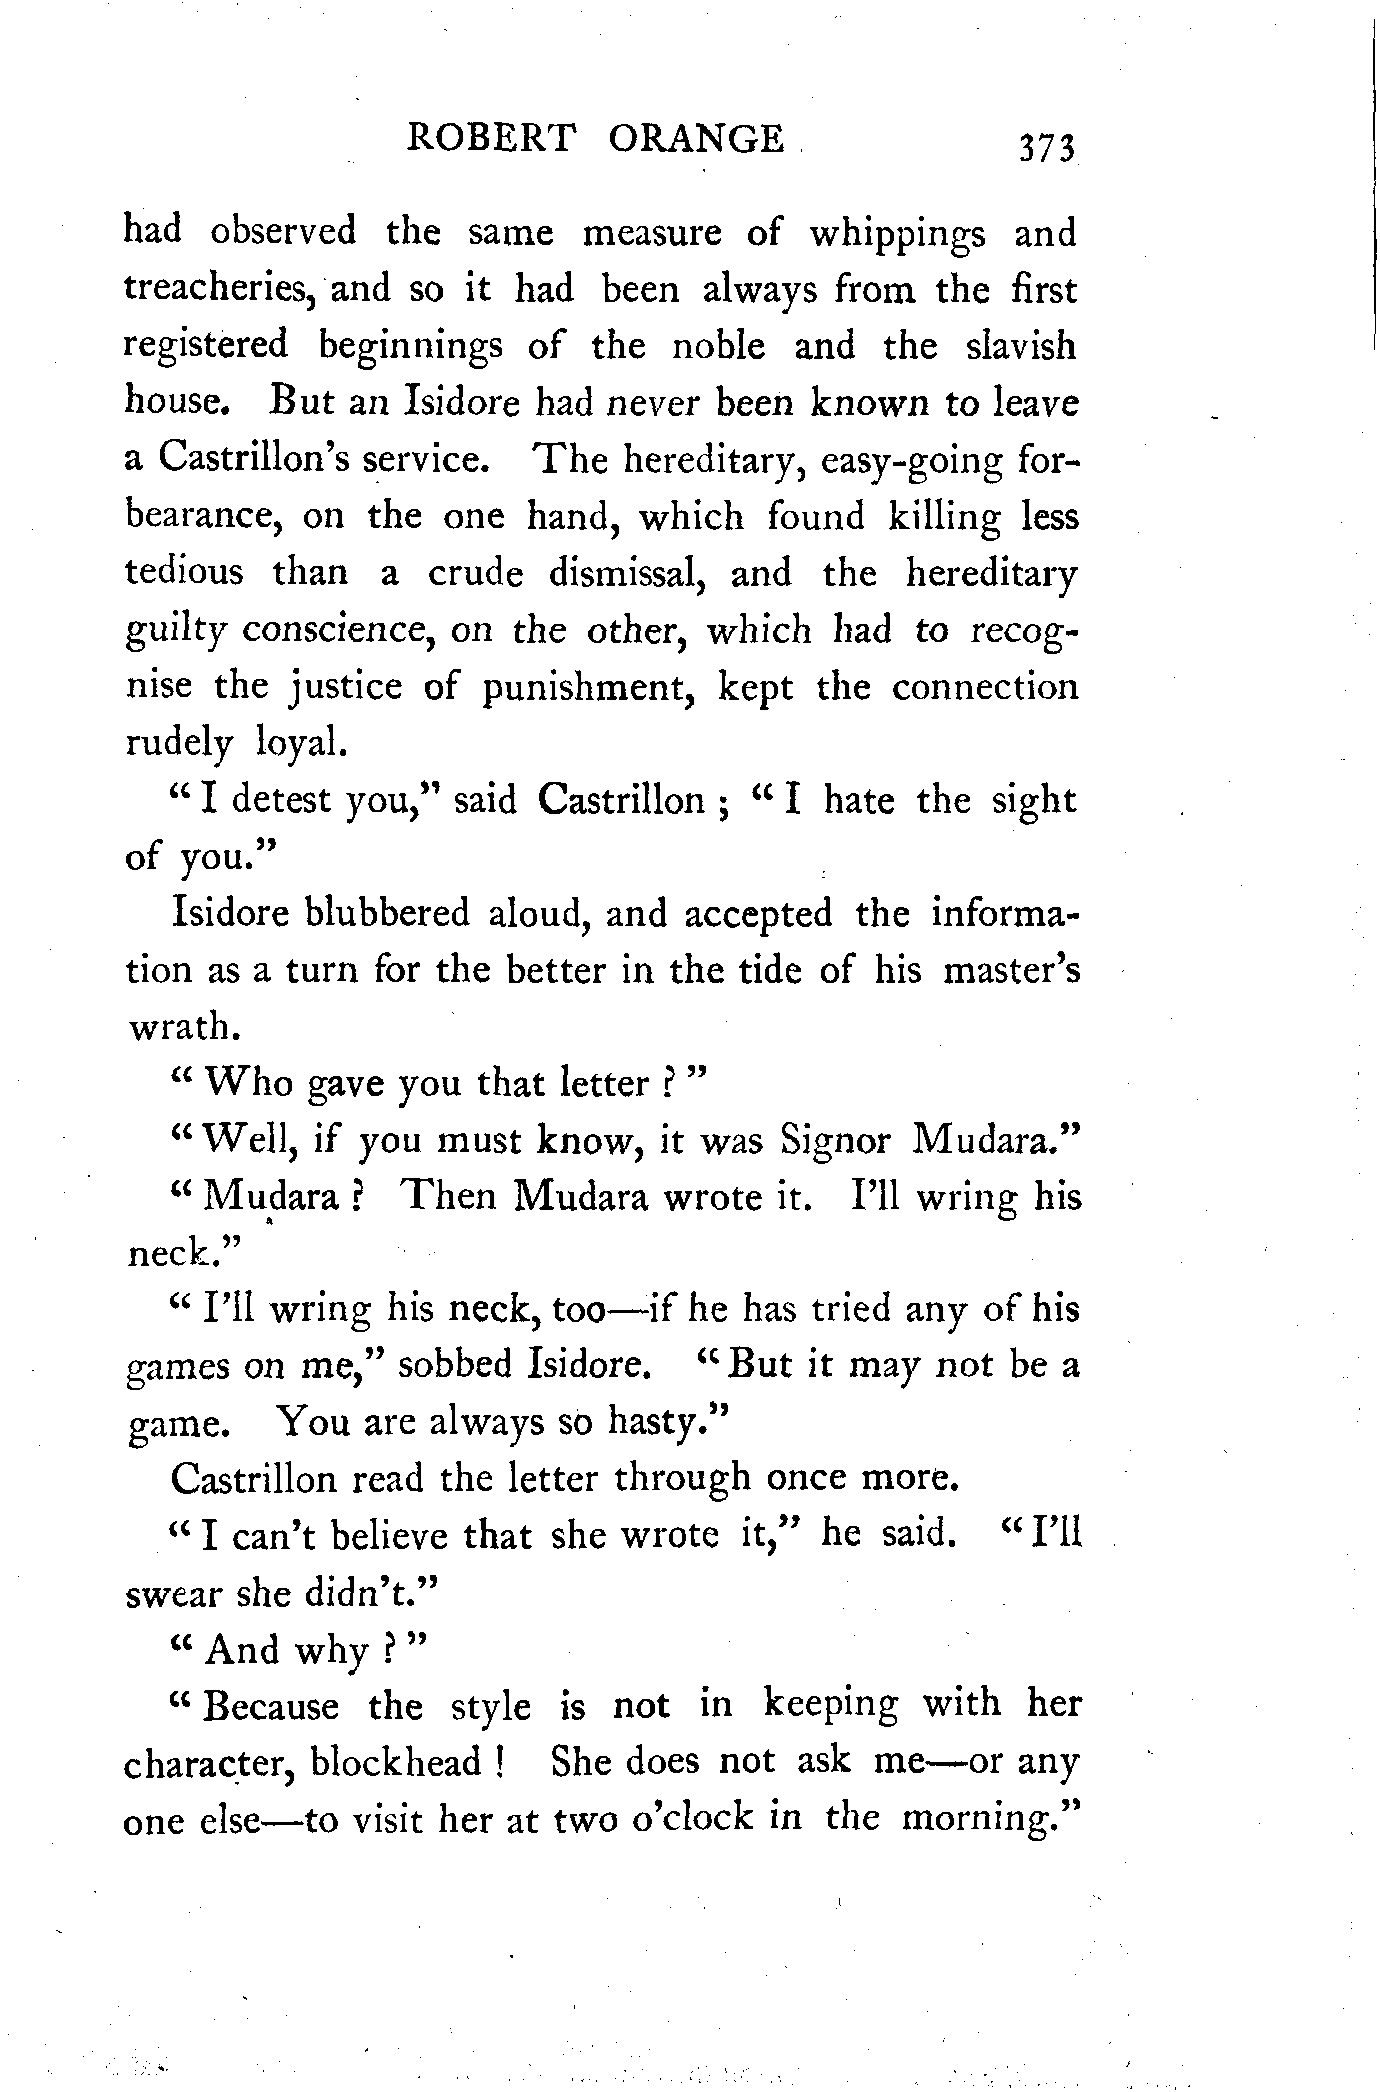 ROBERT ORANGE 373
had observed the same measure of whippings and
treacheries, and so it had been always from the first
registered beginnings of the noble and the slavish
house. But an Isidore had never been known to leave
a Castrillon's service. The hereditary, easy-going for-
bearance, on the one hand, which found killing less
tedious than a crude dismissal, and the hereditary
guilty conscience, on the other, which had to recog-
nise the justice of punishment, kept the connection
rudely loyal.
“ I detest you,” said Castrillon ; “ I hate the sight
of you.”
Isidore blubbered aloud, and accepted the informa-
tion as a turn for the better in the tide of his master's
wrath.
“ Who gave you that letter ? ”
“ Well, if you must know, it was Signor Mudara.”
“ Mudara ? Then Mudara wrote it. I'll wring his
neck.”
“ I'll wring his neck, too—if he has tried any of his
games on me,” sobbed Isidore. “ But it may not be a
game. You are always so hasty.”
Castrillon read the letter through once more.
“ I can't believe that she wrote it,” he said. “ I'll
swear she didn't.”
“ And why ? ”
“ Because the style is not in keeping with her
character, blockhead ! She does not ask me—or any
one else—to visit her at two o'clock in the morning.”